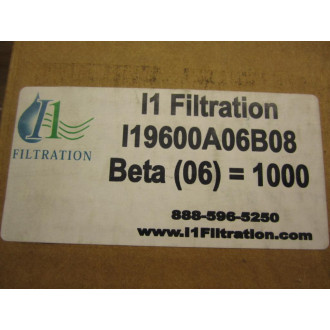 I1 Filtration
I19600A06B08
Beta (06) = 1000
888-596-5250
www.I1Filtration.com
I1
FILTRATION